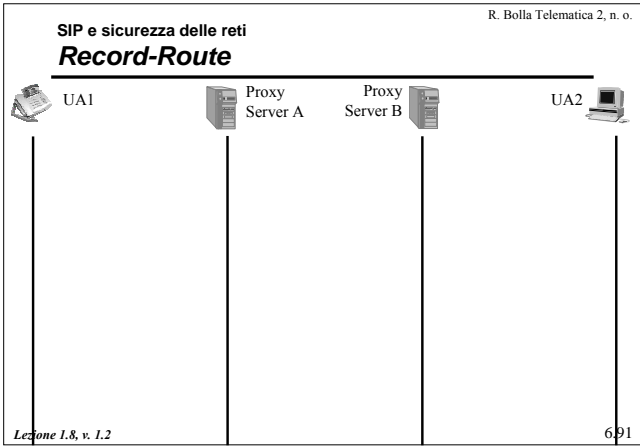 R. Bolla Telematica 2, n. o.
SIP e sicurezza delle reti
Record-Route
UA1
Proxy
Server A
Proxy
Server B
UA2
Lezione 1.8, v. 1.2
6.91